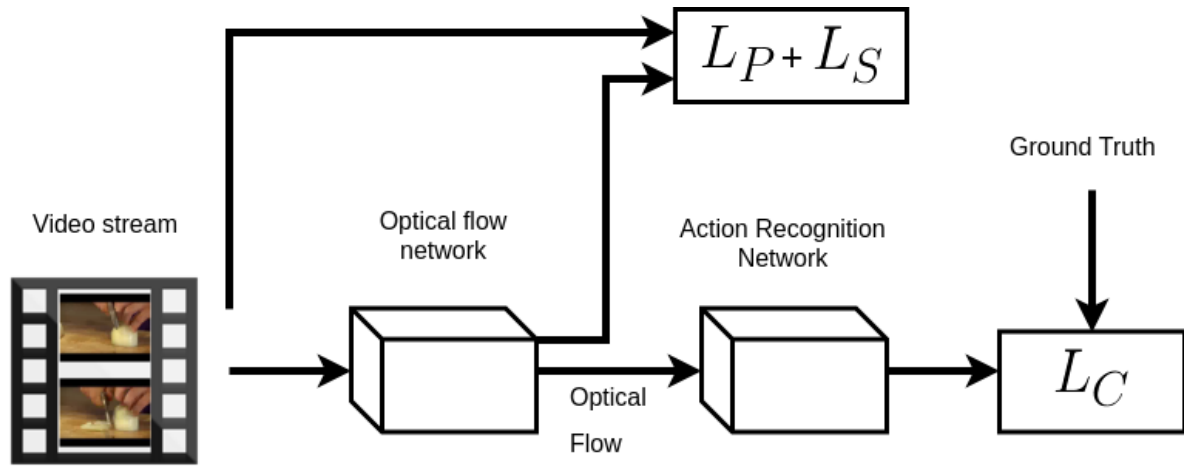 L_P + L_S
Ground Truth
Video stream
Optical flow
network
Action Recognition
Network
Optical
Flow
L_C